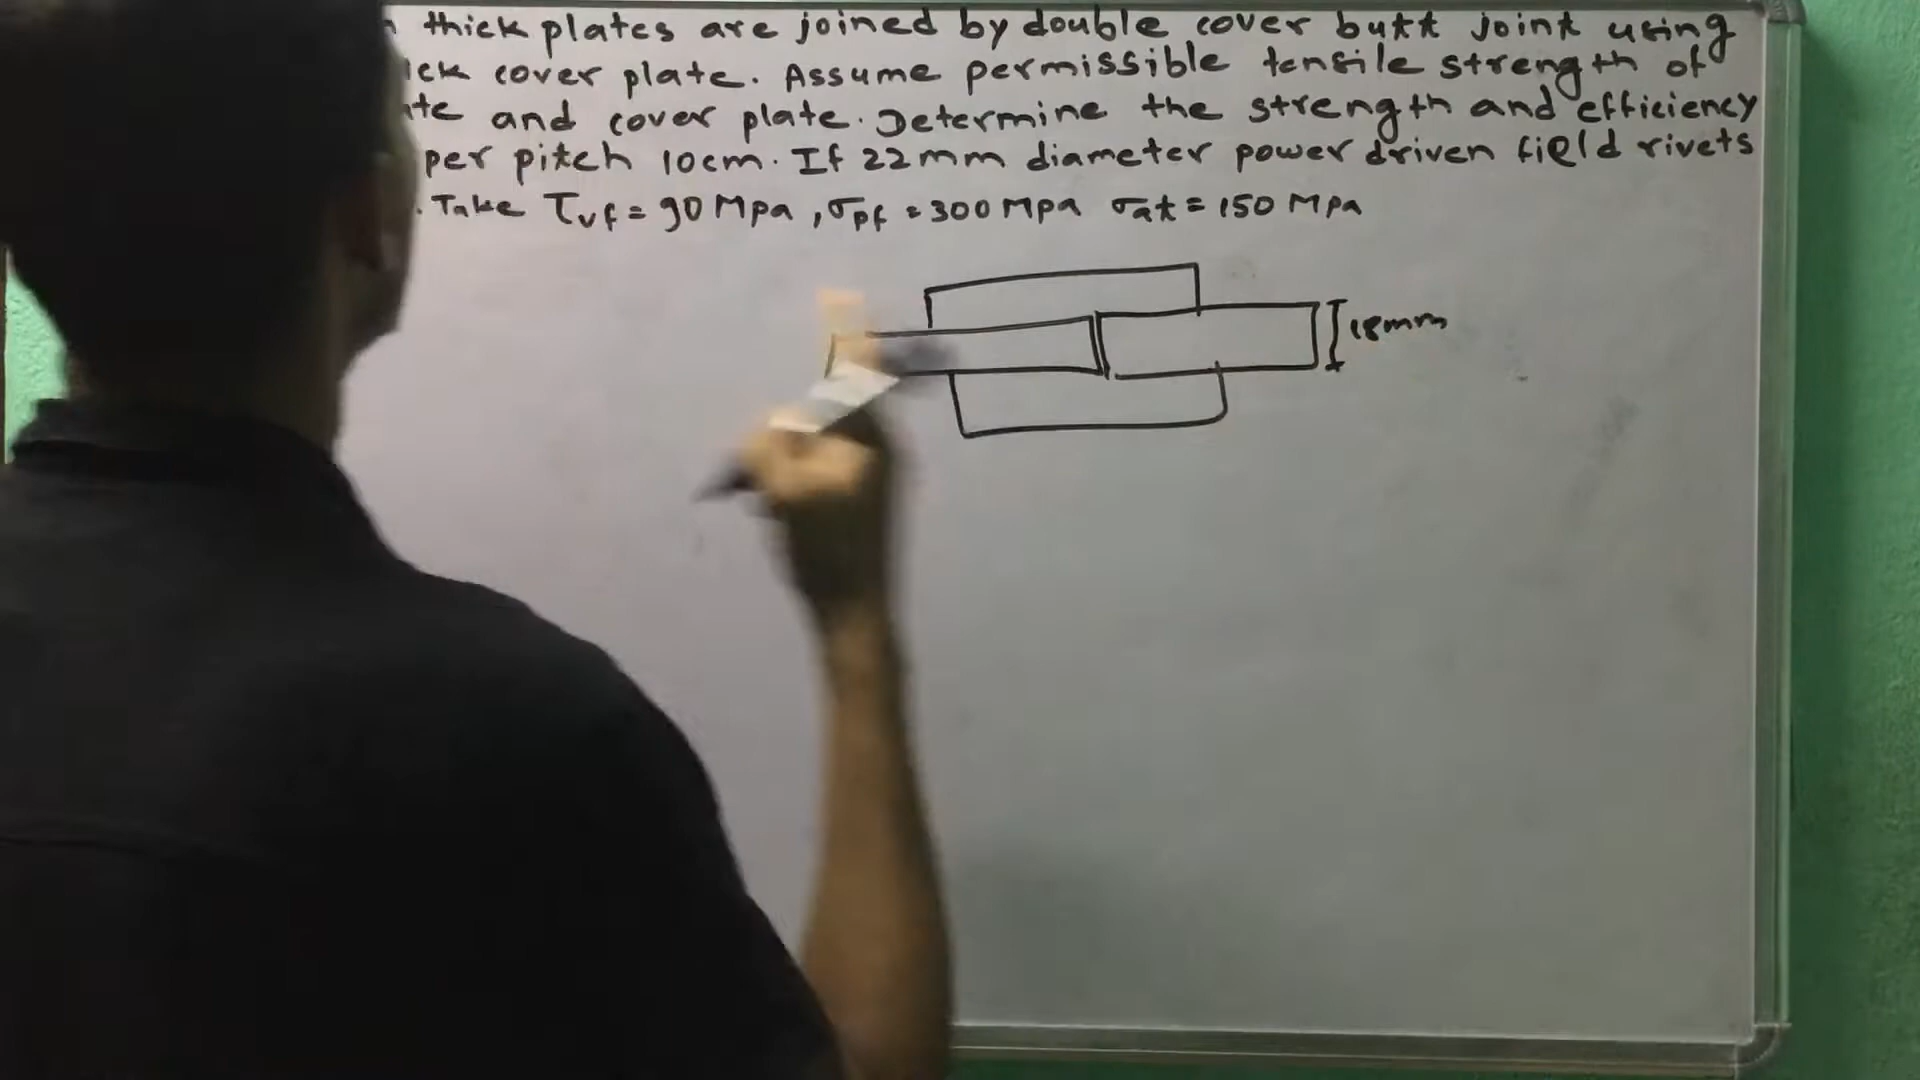 thick plates are joined by double cover butt joint using
ick cover plate. Assume permissible tensile strength of
te and cover plate. Determine the strength and efficiency
per pitch 10cm. If 22mm diameter power driven field rivets
. Take τvf = 90 Mpa, σpf = 300 Mpa σat = 150 Mpa
18mm